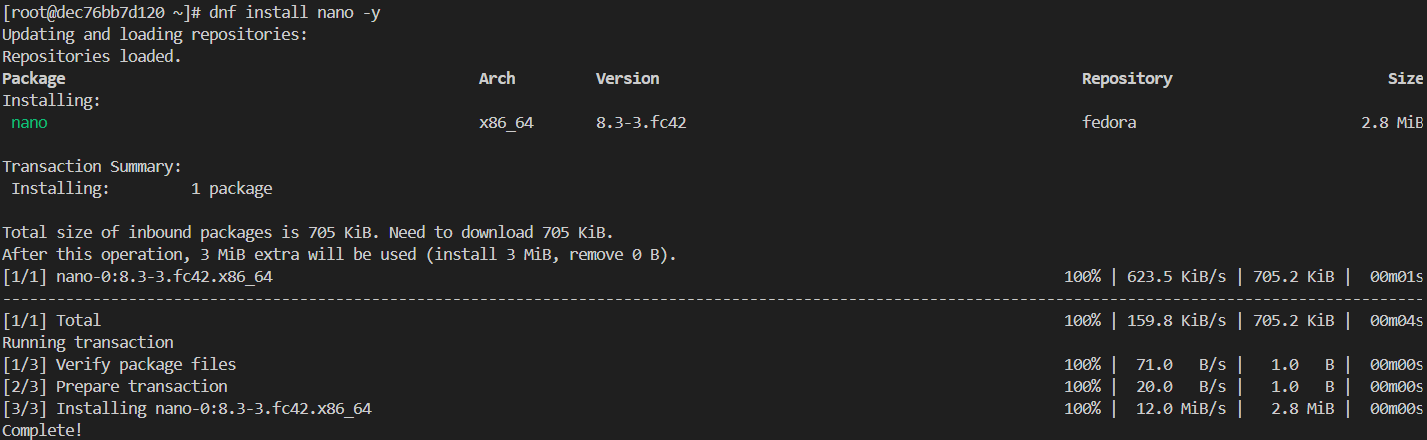 [root@dec76bb7d120 ~]# dnf install nano -y
Updating and loading repositories:
Repositories loaded.
Package Arch Version Repository Size
Installing:
nano x86_64 8.3-3.fc42 fedora 2.8 MiB
Transaction Summary:
Installing: 1 package
Total size of inbound packages is 705 KiB. Need to download 705 KiB.
After this operation, 3 MiB extra will be used (install 3 MiB, remove 0 B).
[1/1] nano-0:8.3-3.fc42.x86_64 100% | 623.5 KiB/s | 705.2 KiB | 00m01s
--------------------------------------------------------------------------------
[1/1] Total 100% | 159.8 KiB/s | 705.2 KiB | 00m04s
Running transaction
[1/3] Verify package files 100% | 71.0 B/s | 1.0 B | 00m00s
[2/3] Prepare transaction 100% | 20.0 B/s | 1.0 B | 00m00s
[3/3] Installing nano-0:8.3-3.fc42.x86_64 100% | 12.0 MiB/s | 2.8 MiB | 00m00s
Complete!